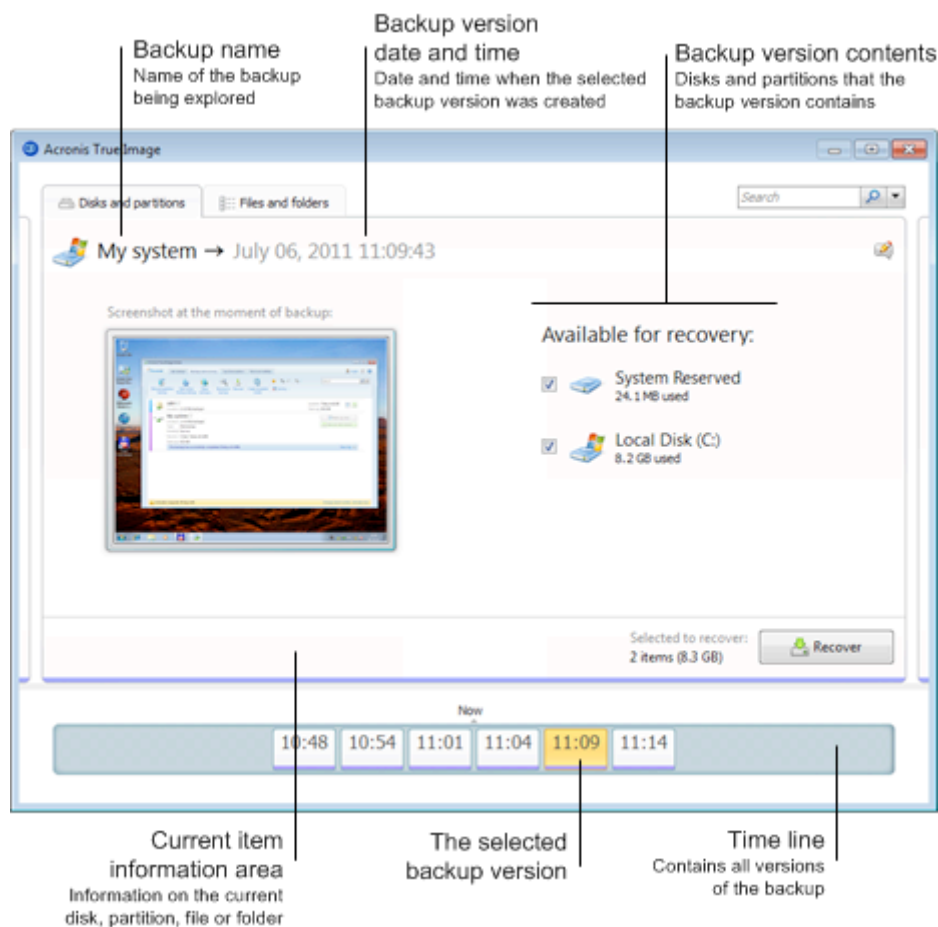 Backup name
Name of the backup
being explored
Backup version
date and time
Date and time when the selected
backup version was created
Backup version contents
Disks and partitions that the
backup version contains
Acronis True Image
Disks and partitions
Files and folders
Search
My system → July 06, 2011 11:09:43
Screenshot at the moment of backup:
Available for recovery:
System Reserved
24.1 MB used
Local Disk (C:)
8.2 GB used
Selected to recover:
2 items (8.3 GB)
Recover
Now
10:48 10:54 11:01 11:04 11:09 11:14
Current item
information area
Information on the current
disk, partition, file or folder
The selected
backup version
Time line
Contains all versions
of the backup